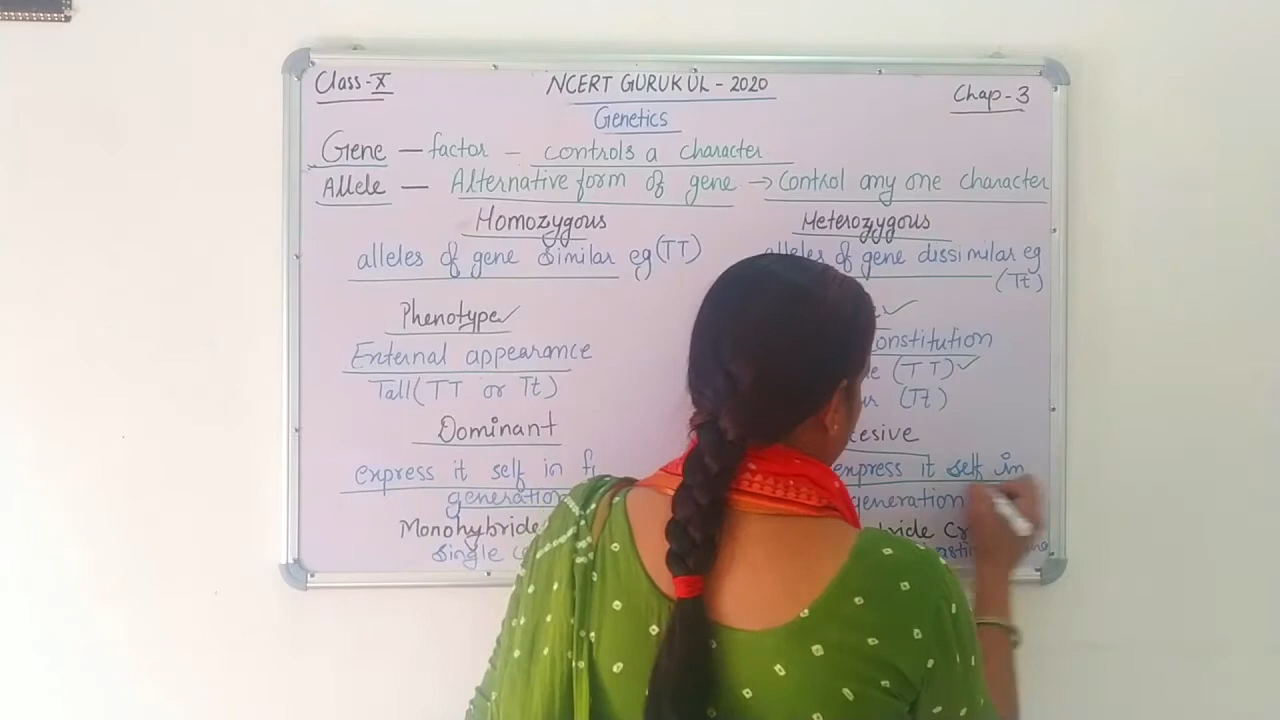 Class-X
NCERT GURUKUL - 2020
Chap-3
Genetics
Gene — factor – controls a character
Allele — Alternative form of gene → Control any one character
Homozygous
alleles of gene Similar eg (TT)
Heterozygous
alleles of gene dissimilar eg
(Tt)
Phenotype ✓
External appearance
Tall (TT or Tt)
✓
onstitution
(TT) ✓
(Tt)
Dominant
express it self in f1
generation
cesive
express it self in
generation
Monohybride
Single
bride Cr